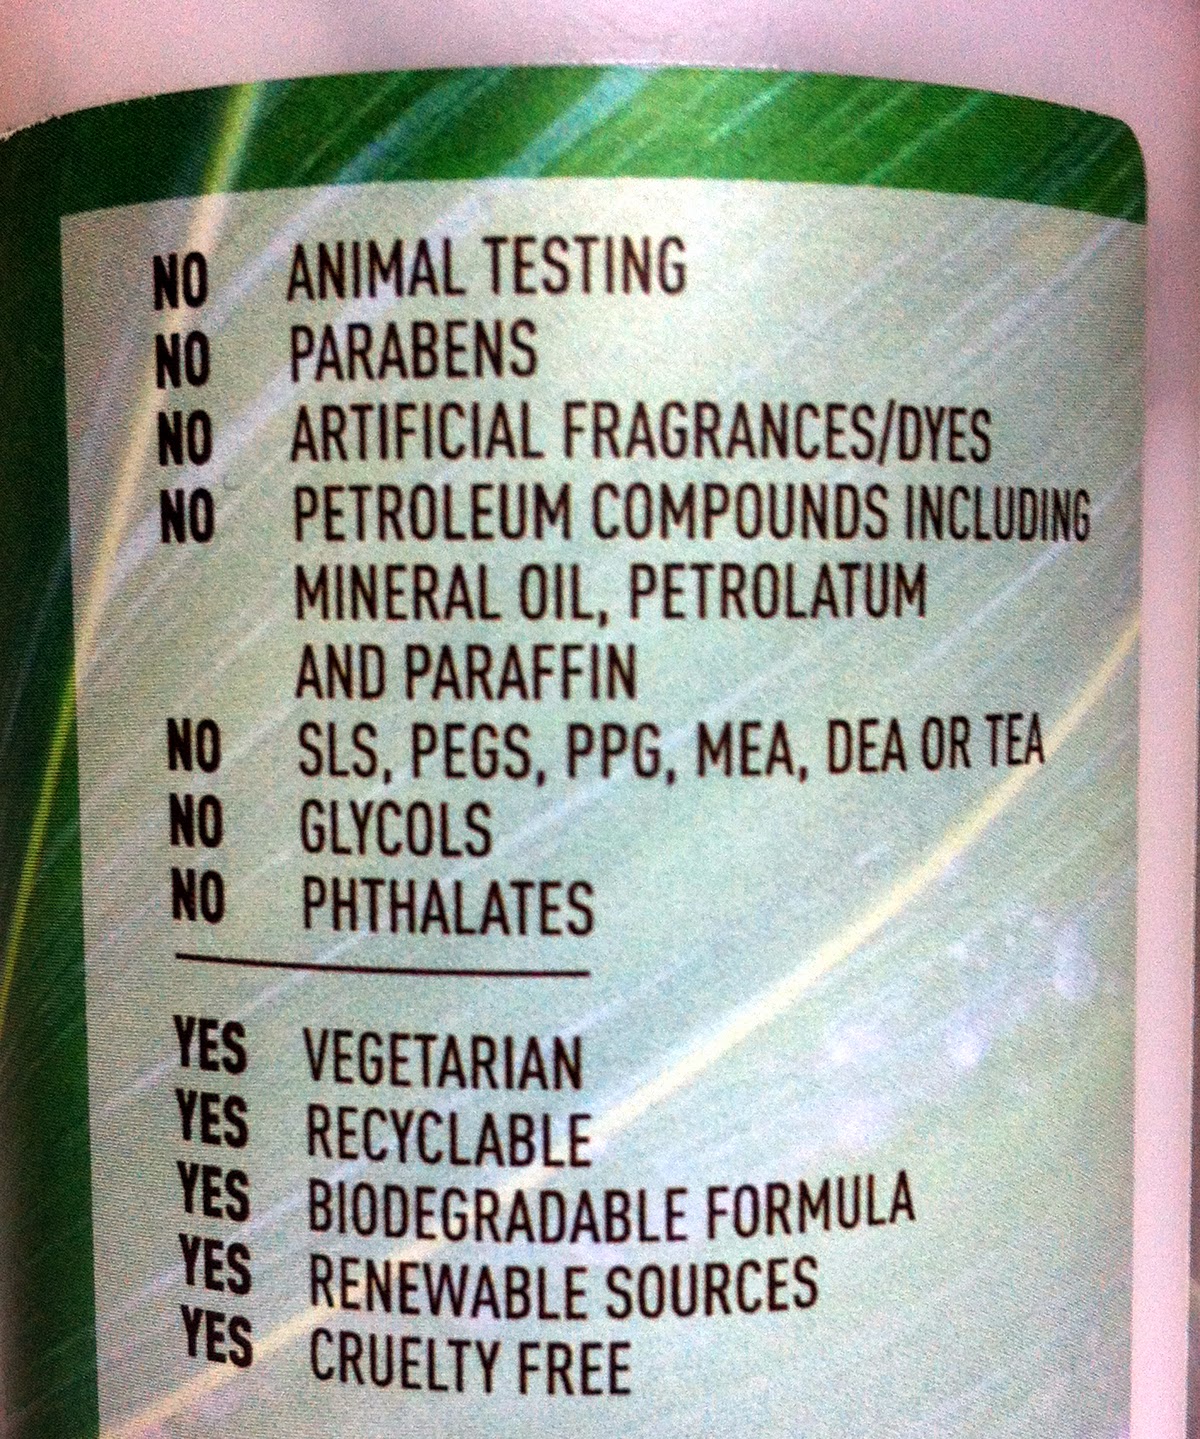 NO ANIMAL TESTING
NO PARABENS
NO ARTIFICIAL FRAGRANCES/DYES
NO PETROLEUM COMPOUNDS INCLUDING
MINERAL OIL, PETROLATUM
AND PARAFFIN
NO SLS, PEGS, PPG, MEA, DEA OR TEA
NO GLYCOLS
NO PHTHALATES
YES VEGETARIAN
YES RECYCLABLE
YES BIODEGRADABLE FORMULA
YES RENEWABLE SOURCES
YES CRUELTY FREE